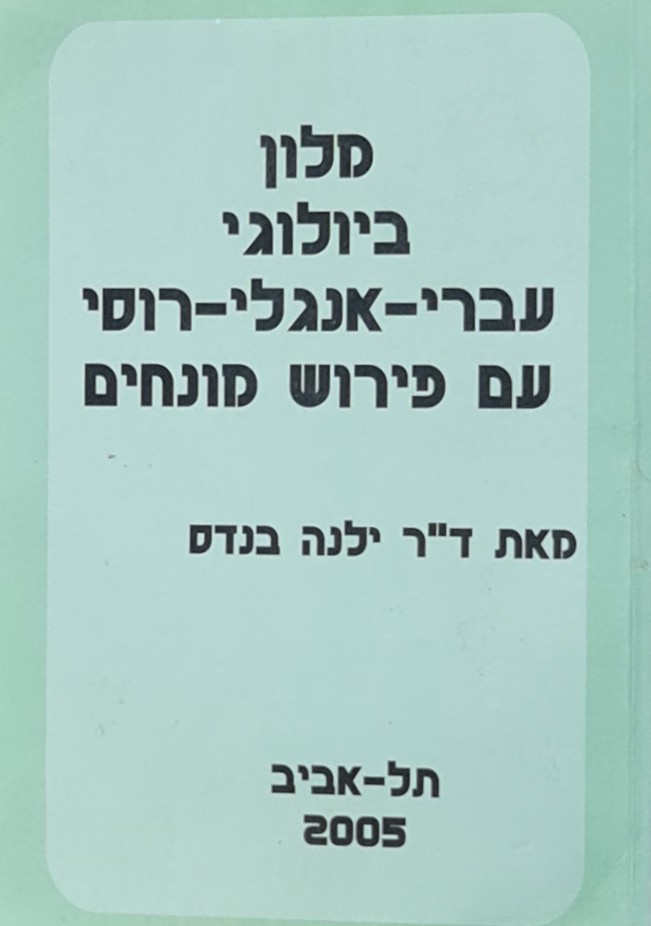 מלון
ביולוגי
עברי-אנגלי-רוסי
עם פירוש מונחים
מאת ד"ר ילנה בנדס
תל-אביב
2005